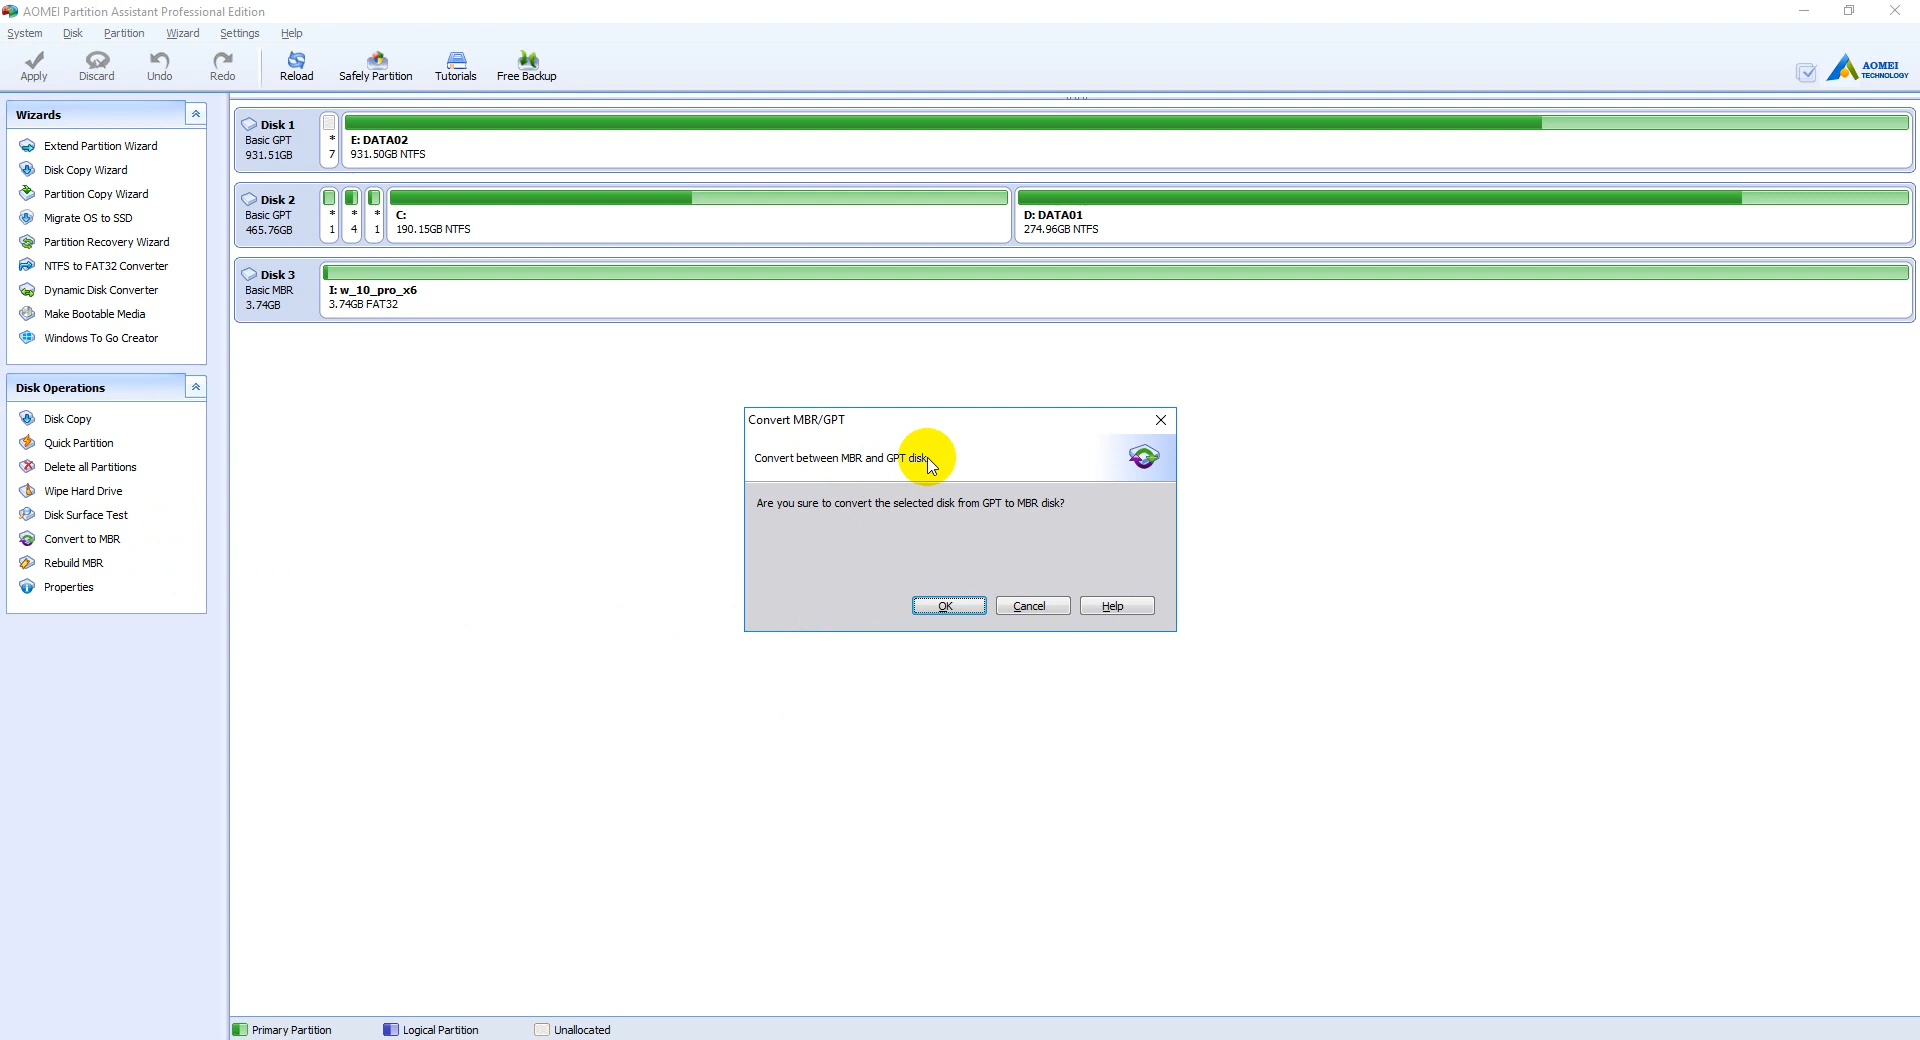 AOMEI Partition Assistant Professional Edition
System Disk Partition Wizard Settings Help
Apply Discard Undo Redo Reload Safely Partition Tutorials Free Backup
AOMEI
TECHNOLOGY
Wizards
Extend Partition Wizard
Disk Copy Wizard
Partition Copy Wizard
Migrate OS to SSD
Partition Recovery Wizard
NTFS to FAT32 Converter
Dynamic Disk Converter
Make Bootable Media
Windows To Go Creator
Disk Operations
Disk Copy
Quick Partition
Delete all Partitions
Wipe Hard Drive
Disk Surface Test
Convert to MBR
Rebuild MBR
Properties
Disk 1
Basic GPT
931.51GB
*
7
E: DATA02
931.50GB NTFS
Disk 2
Basic GPT
465.76GB
* * *
1 4 1
C:
190.15GB NTFS
D: DATA01
274.96GB NTFS
Disk 3
Basic MBR
3.74GB
I: w_10_pro_x6
3.74GB FAT32
Convert MBR/GPT
Convert between MBR and GPT disk
Are you sure to convert the selected disk from GPT to MBR disk?
OK Cancel Help
Primary Partition Logical Partition Unallocated